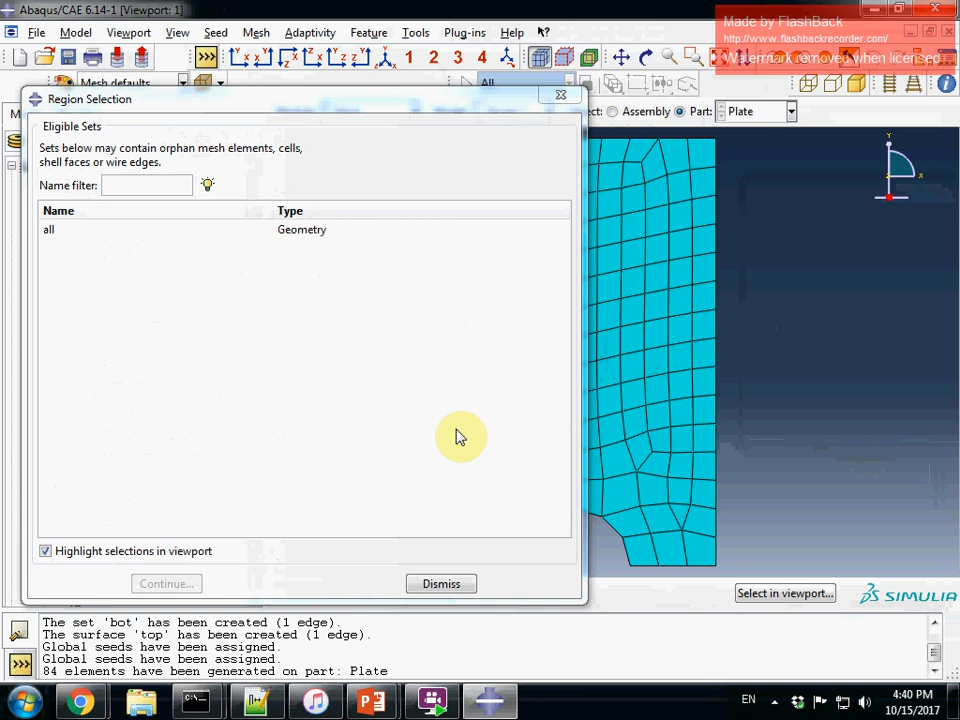 Abaqus/CAE 6.14-1 [Viewport: 1]
Made by FlashBack
http://www.flashbackrecorder.com/
Watermark removed when licensed
File Model Viewport View Seed Mesh Adaptivity Feature Tools Plug-ins Help
1 2 3 4
Mesh defaults
All
Region Selection
Assembly Part: Plate
Eligible Sets
Sets below may contain orphan mesh elements, cells,
shell faces or wire edges.
Name filter:
Name Type
all Geometry
Y
X
Highlight selections in viewport
Continue... Dismiss
Select in viewport...
SIMULIA
The set 'bot' has been created (1 edge).
The surface 'top' has been created (1 edge).
Global seeds have been assigned.
Global seeds have been assigned.
84 elements have been generated on part: Plate
EN
4:40 PM
10/15/2017